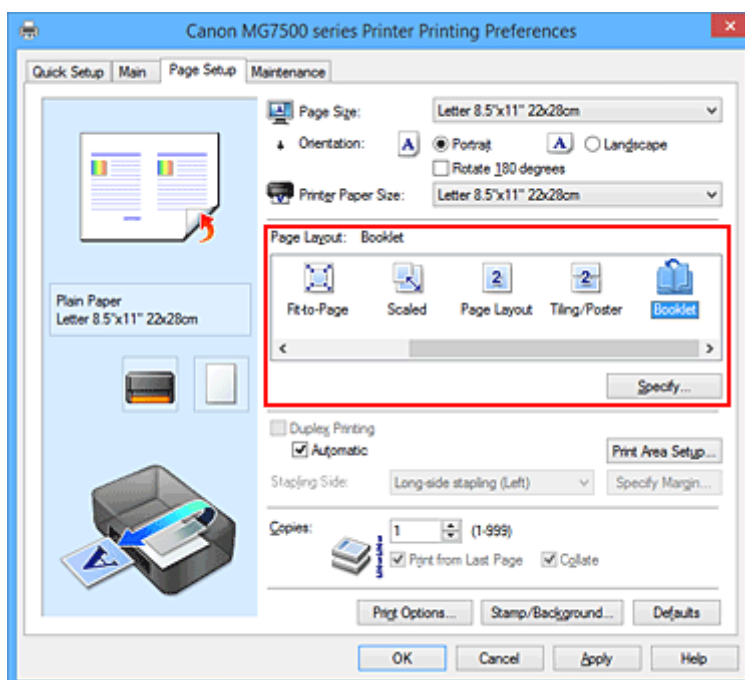 Canon MG7500 series Printer Printing Preferences
Quick Setup Main Page Setup Maintenance
Page Size: Letter 8.5"x11" 22x28cm
Orientation: A Portrait A Landscape
Rotate 180 degrees
Printer Paper Size: Letter 8.5"x11" 22x28cm
Page Layout: Booklet
2 2
Fit-to-Page Scaled Page Layout Tiling/Poster Booklet
Specify...
Plain Paper
Letter 8.5"x11" 22x28cm
Duplex Printing
Automatic
Print Area Setup...
Stapling Side: Long-side stapling (Left) Specify Margin...
Copies: 1 (1-999)
Print from Last Page Collate
A
Print Options... Stamp/Background... Defaults
OK Cancel Apply Help